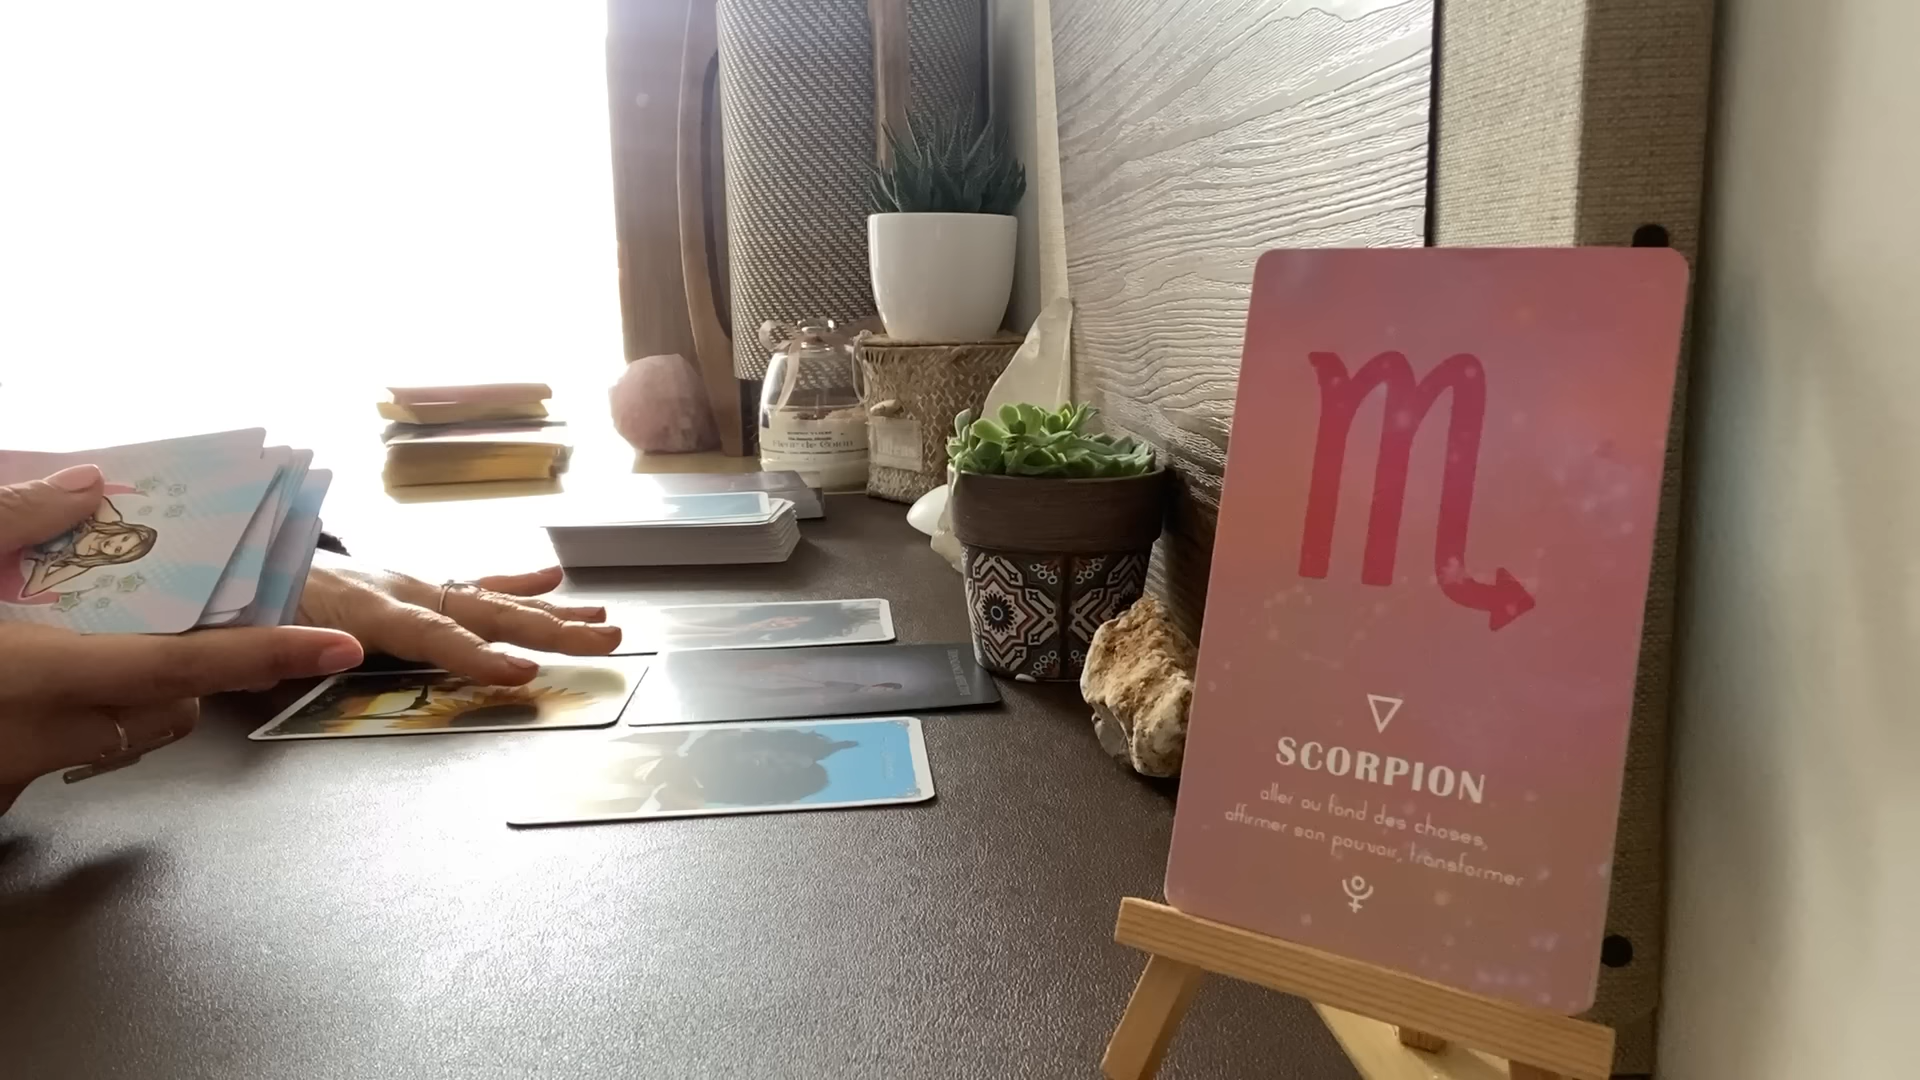 SCORPION
aller au fond des choses,
affirmer son pouvoir, transformer